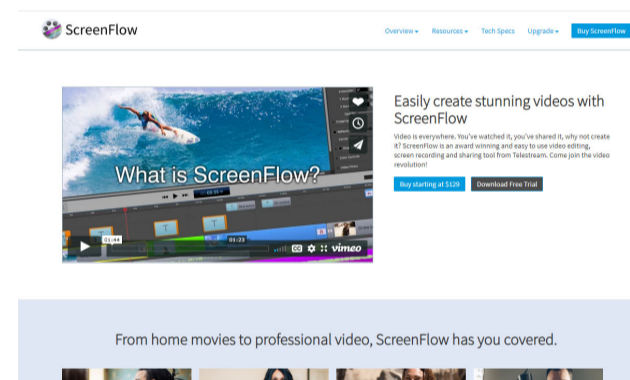 ScreenFlow
Overview
Resources
Tech Specs
Upgrade
Buy ScreenFlow
Easily create stunning videos with
ScreenFlow
Video is everywhere. You've watched it, you've shared it, why not create
it? ScreenFlow is an award winning and easy to use video editing,
screen recording and sharing tool from Telestream. Come join the video
revolution!
Buy starting at $129
Download Free Trial
What is ScreenFlow?
T
T
T
01:44
01:23
CC
vimeo
From home movies to professional video, ScreenFlow has you covered.